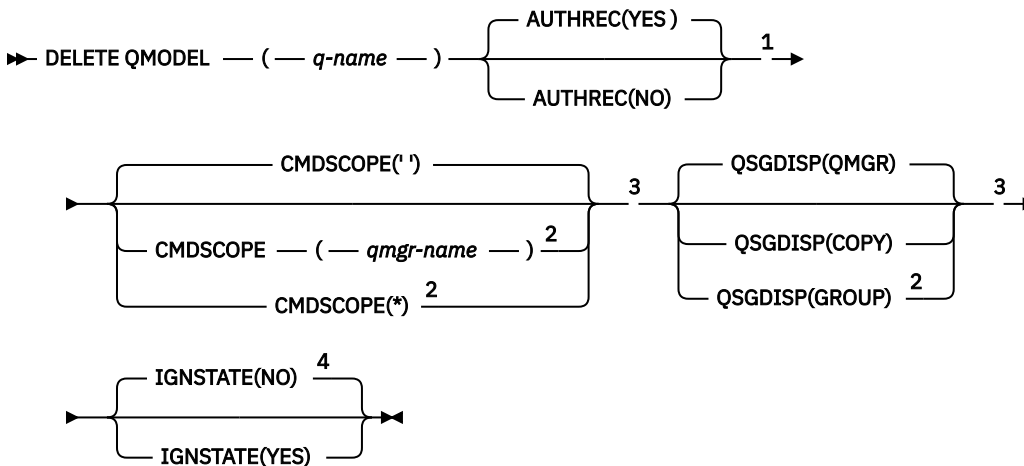 AUTHREC(YES )
DELETE QMODEL ( q-name ) 1
AUTHREC(NO)
CMDSCOPE(' ') QSGDISP(QMGR)
3 3
CMDSCOPE ( qmgr-name ) 2 QSGDISP(COPY)
CMDSCOPE(*) 2 QSGDISP(GROUP) 2
IGNSTATE(NO) 4
IGNSTATE(YES)